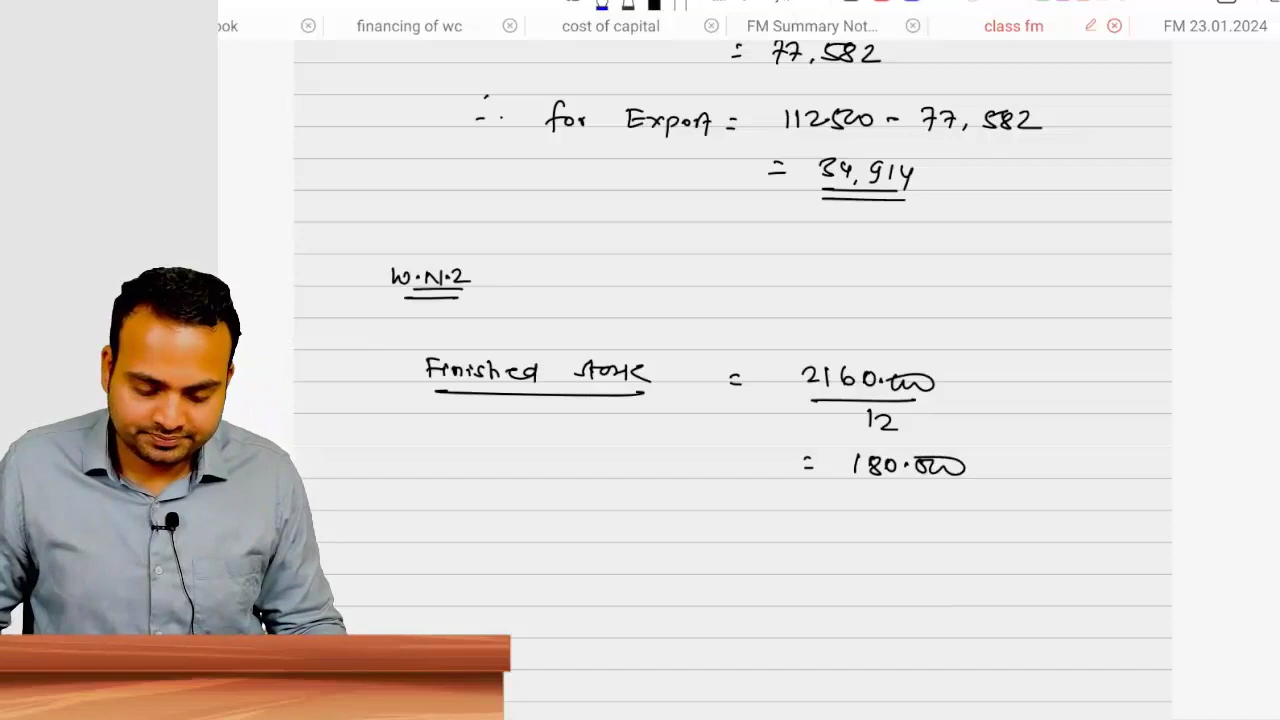 ook financing of wc cost of capital FM Summary Not... class fm FM 23.01.2024
= 77,582
∴ for Export = 112500 - 77,582
= 34,914
W.N.2
Finished stock = 2160.000
12
= 180.000